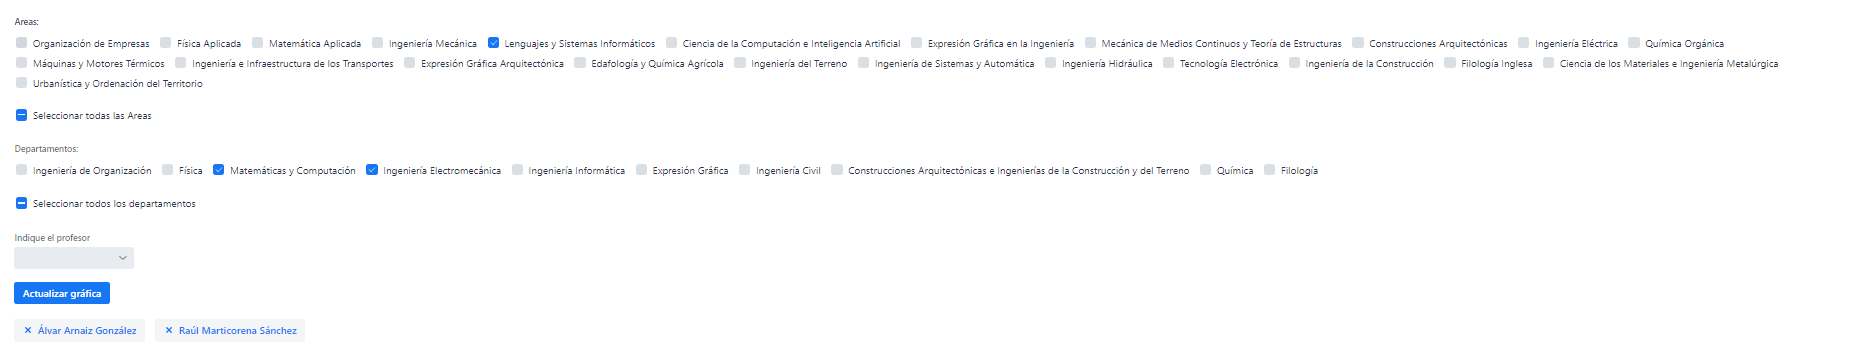 Areas:
Organización de Empresas Física Aplicada Matemática Aplicada Ingeniería Mecánica Lenguajes y Sistemas Informáticos Ciencia de la Computación e Inteligencia Artificial Expresión Gráfica en la Ingeniería Mecánica de Medios Continuos y Teoría de Estructuras Construcciones Arquitectónicas Ingeniería Eléctrica Química Orgánica
Máquinas y Motores Térmicos Ingeniería e Infraestructura de los Transportes Expresión Gráfica Arquitectónica Edafología y Química Agrícola Ingeniería del Terreno Ingeniería de Sistemas y Automática Ingeniería Hidráulica Tecnología Electrónica Ingeniería de la Construcción Filología Inglesa Ciencia de los Materiales e Ingeniería Metalúrgica
Urbanística y Ordenación del Territorio
Seleccionar todas las Areas
Departamentos:
Ingeniería de Organización Física Matemáticas y Computación Ingeniería Electromecánica Ingeniería Informática Expresión Gráfica Ingeniería Civil Construcciones Arquitectónicas e Ingenierías de la Construcción y del Terreno Química Filología
Seleccionar todos los departamentos
Indique el profesor
Actualizar gráfica
× Álvar Arnaiz González × Raúl Marticorena Sánchez